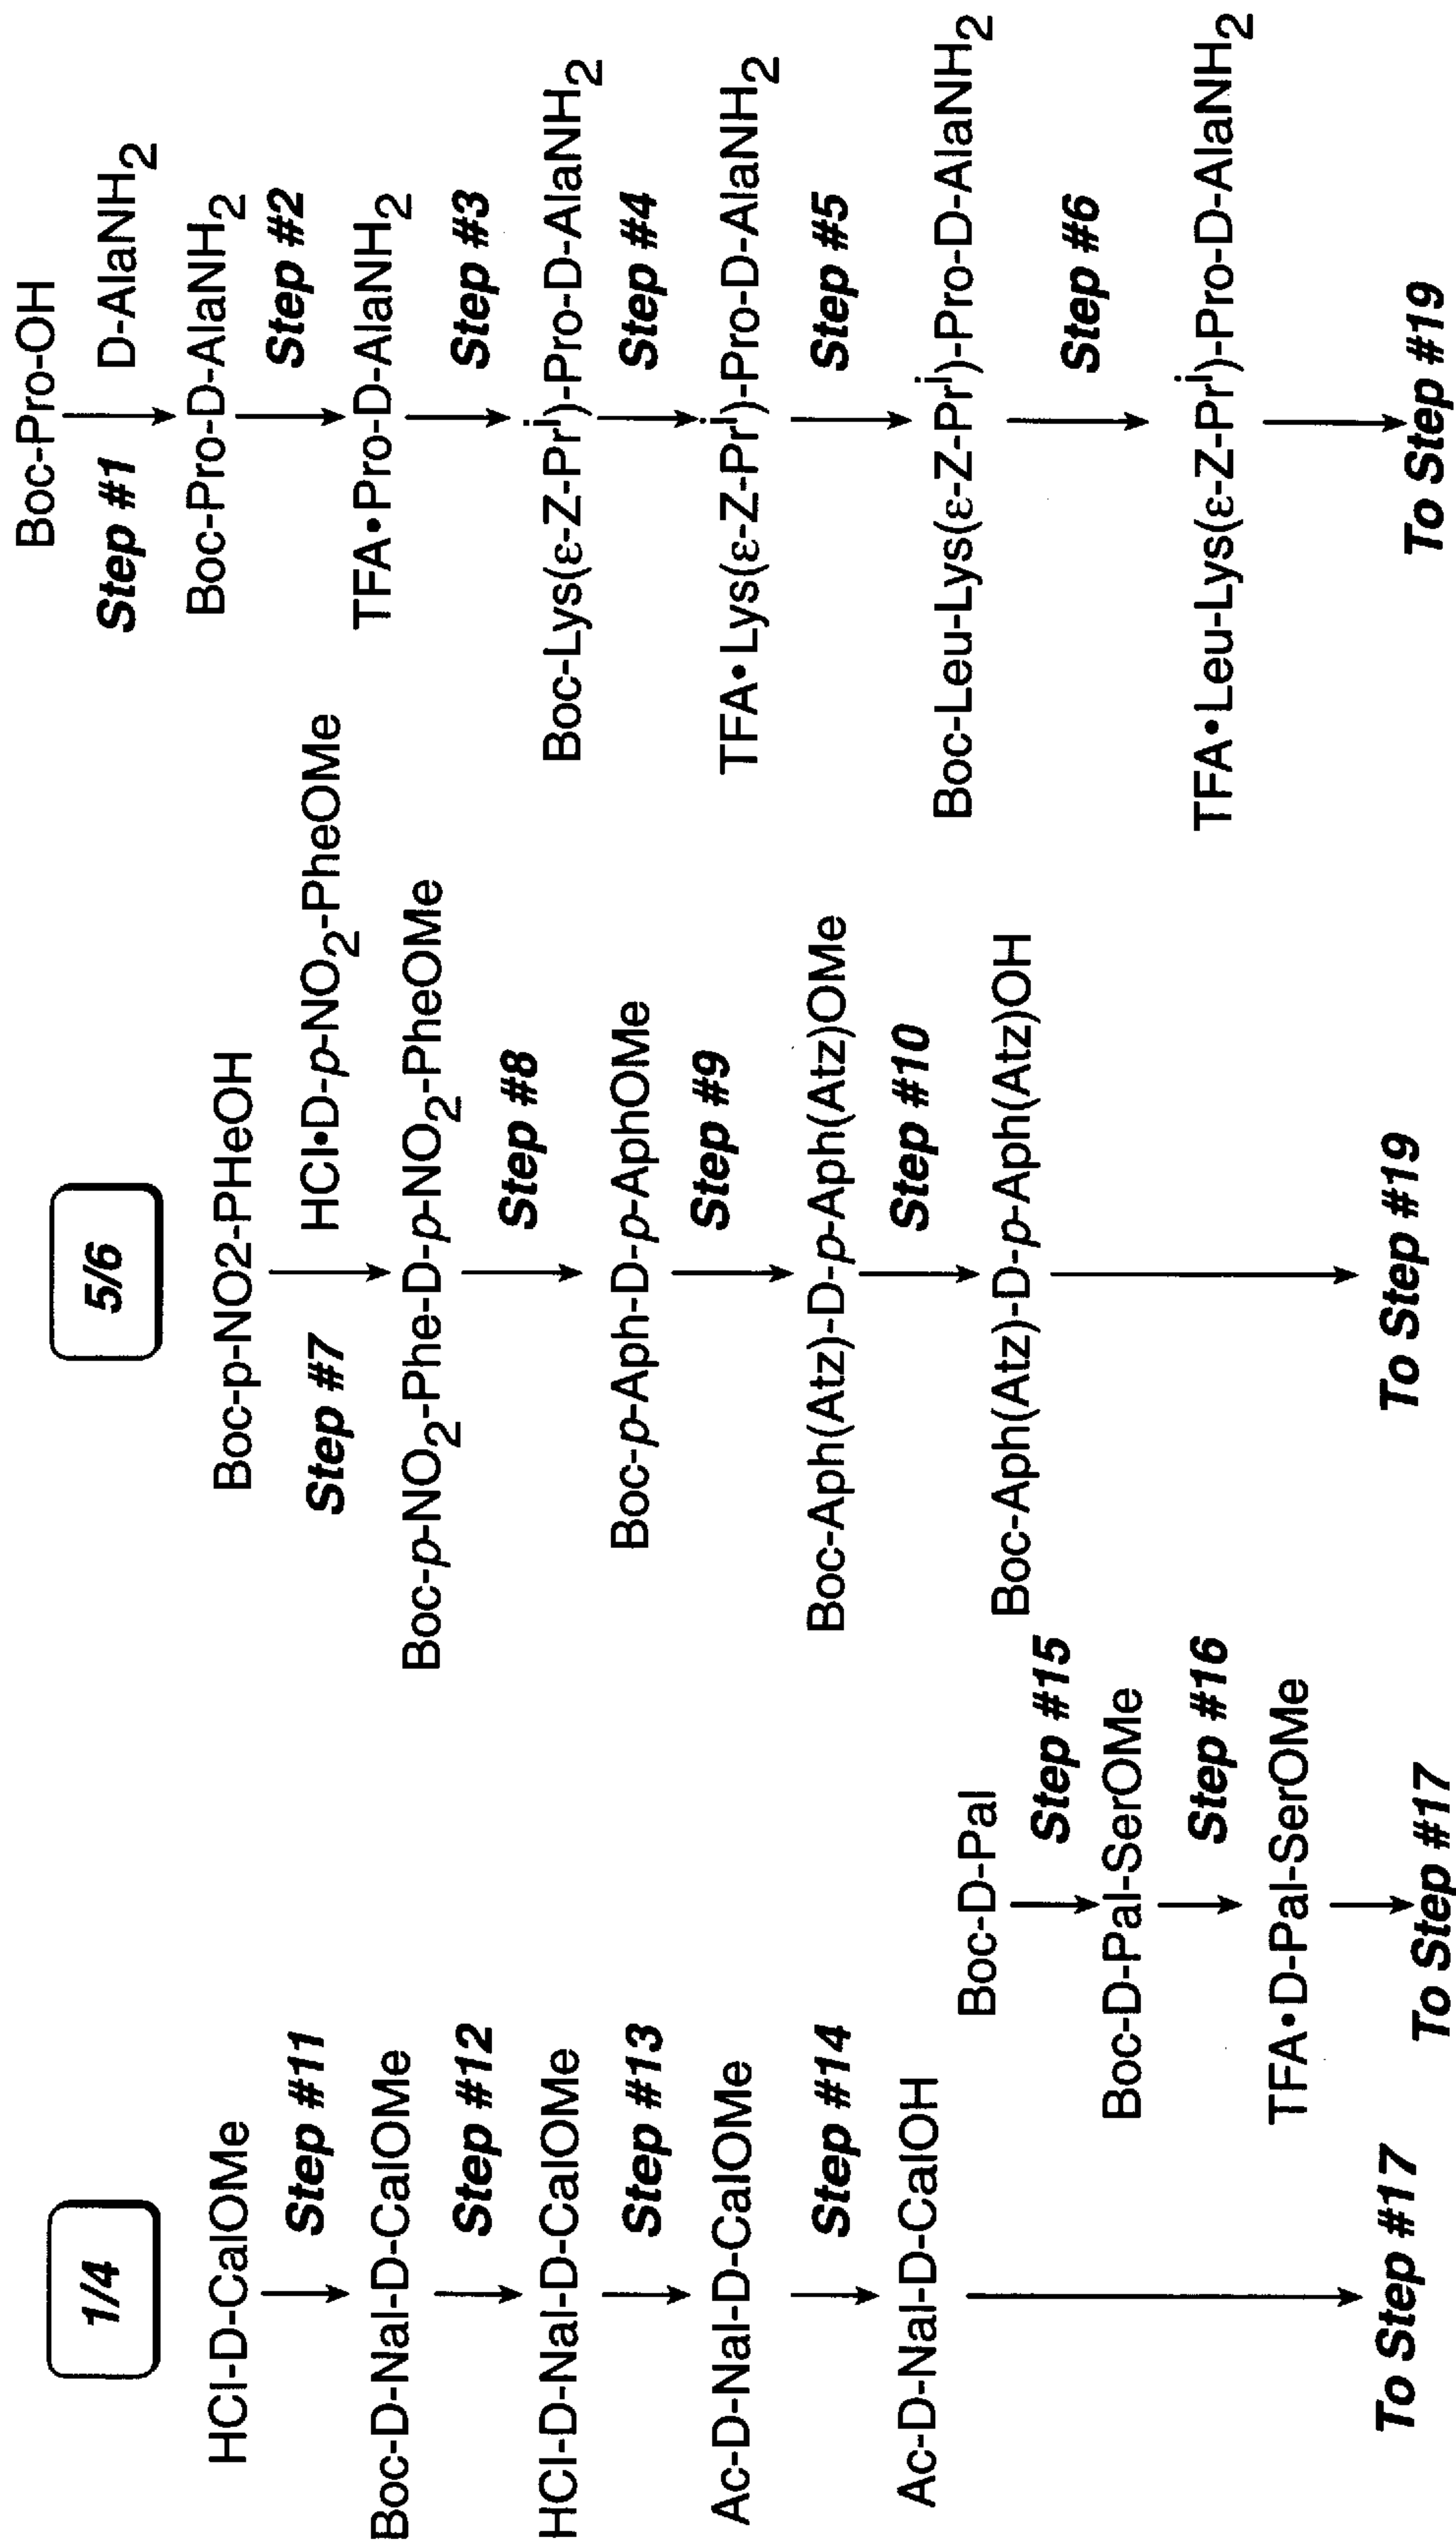 1/4
HCl-D-CalOMe
Step #11
Boc-D-Nal-D-CalOMe
Step #12
HCl-D-Nal-D-CalOMe
Step #13
Ac-D-Nal-D-CalOMe
Step #14
Ac-D-Nal-D-CalOH
To Step #17
Boc-D-Pal
Step #15
Boc-D-Pal-SerOMe
Step #16
TFA•D-Pal-SerOMe
To Step #17
5/6
Boc-p-NO2-PHeOH
Step #7 HCl•D-p-NO₂-PheOMe
Boc-p-NO₂-Phe-D-p-NO₂-PheOMe
Step #8
Boc-p-Aph-D-p-AphOMe
Step #9
Boc-Aph(Atz)-D-p-Aph(Atz)OMe
Step #10
Boc-Aph(Atz)-D-p-Aph(Atz)OH
To Step #19
Boc-Pro-OH
Step #1 D-AlaNH₂
Boc-Pro-D-AlaNH₂
Step #2
TFA•Pro-D-AlaNH₂
Step #3
Boc-Lys(ε-Z-Prⁱ)-Pro-D-AlaNH₂
Step #4
TFA•Lys(ε-Z-Prⁱ)-Pro-D-AlaNH₂
Step #5
Boc-Leu-Lys(ε-Z-Prⁱ)-Pro-D-AlaNH₂
Step #6
TFA•Leu-Lys(ε-Z-Prⁱ)-Pro-D-AlaNH₂
To Step #19